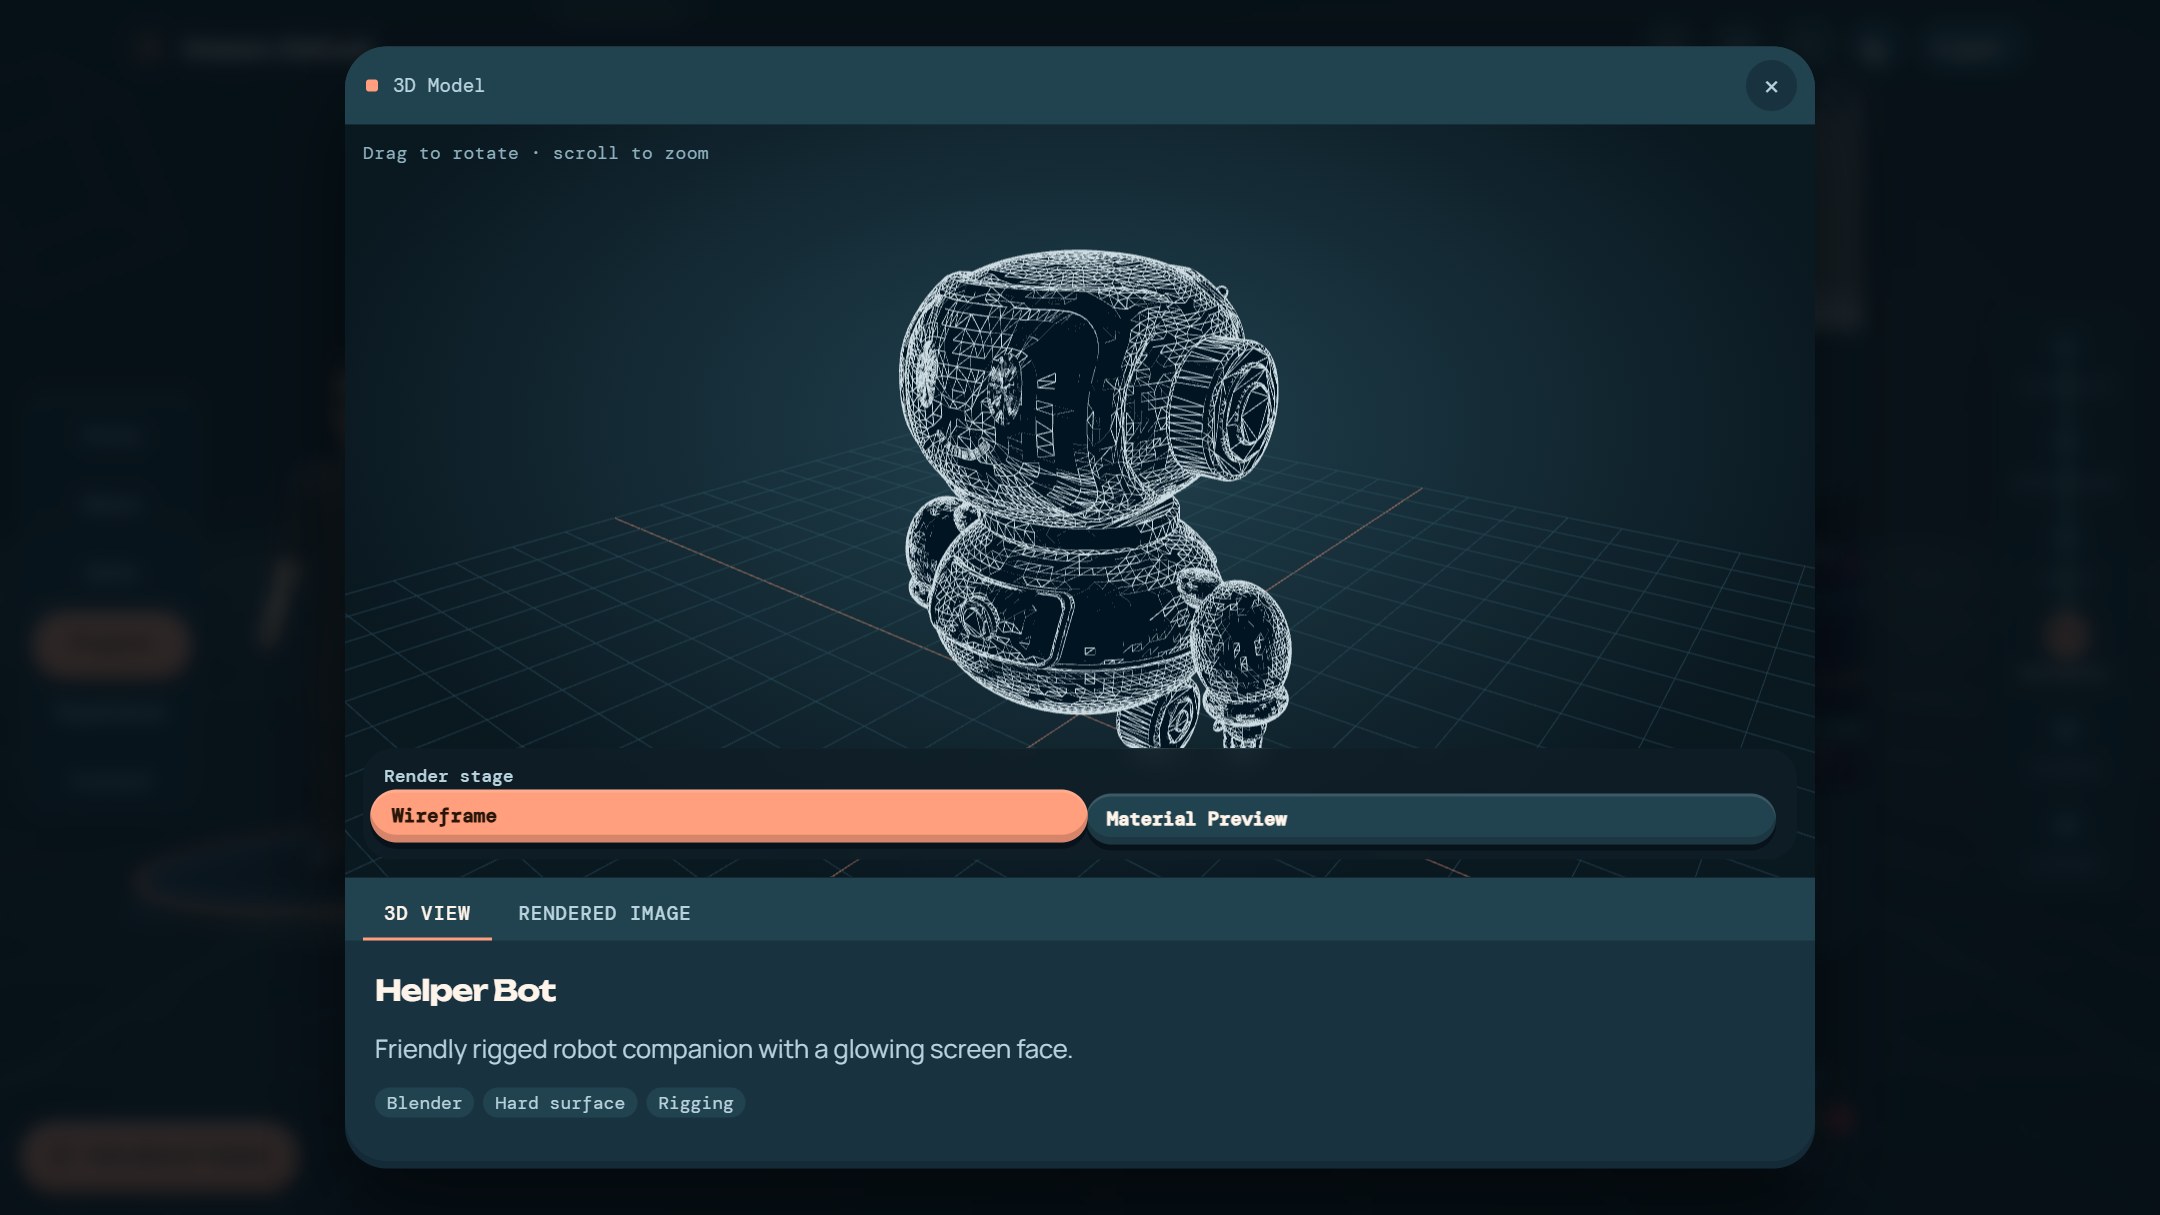 3D Model
×
Drag to rotate · scroll to zoom
Render stage
Wireframe
Material Preview
3D VIEW
RENDERED IMAGE
Helper Bot
Friendly rigged robot companion with a glowing screen face.
Blender
Hard surface
Rigging